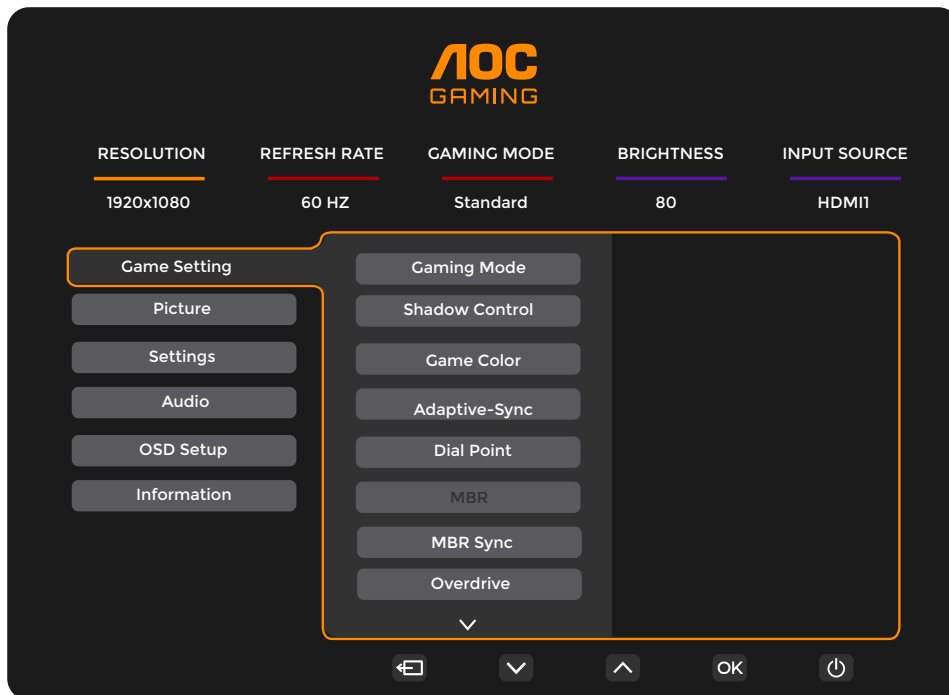 AOC
GAMING
RESOLUTION REFRESH RATE GAMING MODE BRIGHTNESS INPUT SOURCE
1920x1080 60 HZ Standard 80 HDMI1
Game Setting
Picture
Settings
Audio
OSD Setup
Information
Gaming Mode
Shadow Control
Game Color
Adaptive-Sync
Dial Point
MBR
MBR Sync
Overdrive
OK